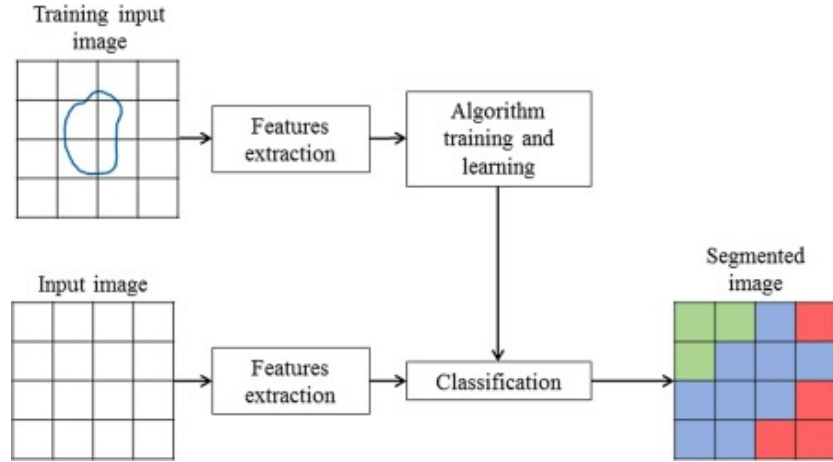 Training input
image
Features
extraction
Algorithm
training and
learning
Input image
Features
extraction
Classification
Segmented
image